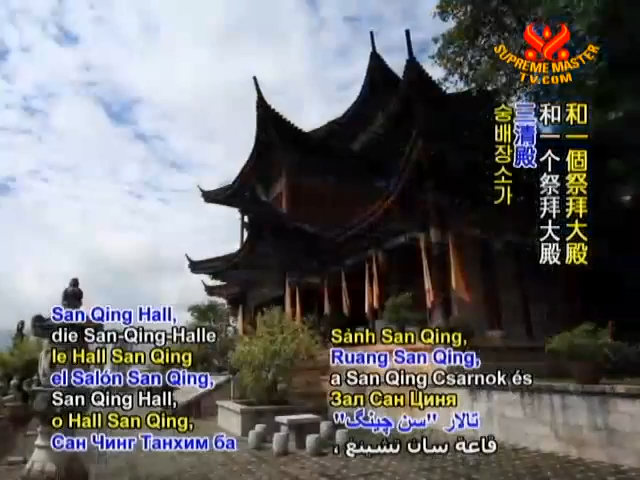 SUPREME MASTER
TV.COM
和一個祭拜大殿
和一个祭拜大殿
三清殿
숭배장소가
San Qing Hall,
die San-Qing-Halle
le Hall San Qing
el Salón San Qing,
San Qing Hall,
o Hall San Qing,
Сан Чинг Танхим ба
Sảnh San Qing,
Ruang San Qing,
a San Qing Csarnok és
Зал Сан Циня
تالار "سن چینگ"
قاعة سان تشينغ ،